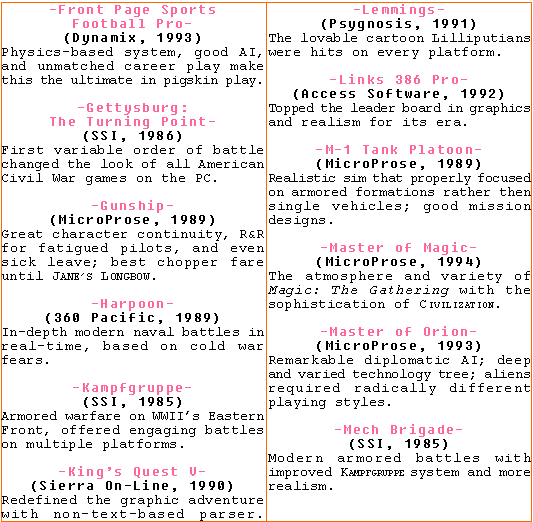 -Front Page Sports
Football Pro-
(Dynamix, 1993)
Physics-based system, good AI,
and unmatched career play make
this the ultimate in pigskin play.
-Gettysburg:
The Turning Point-
(SSI, 1986)
First variable order of battle
changed the look of all American
Civil War games on the PC.
-Gunship-
(MicroProse, 1989)
Great character continuity, R&R
for fatigued pilots, and even
sick leave; best chopper fare
until JANE'S LONGBOW.
-Harpoon-
(360 Pacific, 1989)
In-depth modern naval battles in
real-time, based on cold war
fears.
-Kampfgruppe-
(SSI, 1985)
Armored warfare on WWII's Eastern
Front, offered engaging battles
on multiple platforms.
-King's Quest V-
(Sierra On-Line, 1990)
Redefined the graphic adventure
with non-text-based parser.
-Lemmings-
(Psygnosis, 1991)
The lovable cartoon Lilliputians
were hits on every platform.
-Links 386 Pro-
(Access Software, 1992)
Topped the leader board in graphics
and realism for its era.
-M-1 Tank Platoon-
(MicroProse, 1989)
Realistic sim that properly focused
on armored formations rather then
single vehicles; good mission
designs.
-Master of Magic-
(MicroProse, 1994)
The atmosphere and variety of
Magic: The Gathering with the
sophistication of CIVILIZATION.
-Master of Orion-
(MicroProse, 1993)
Remarkable diplomatic AI; deep
and varied technology tree; aliens
required radically different
playing styles.
-Mech Brigade-
(SSI, 1985)
Modern armored battles with
improved KAMPFGRUPPE system and more
realism.